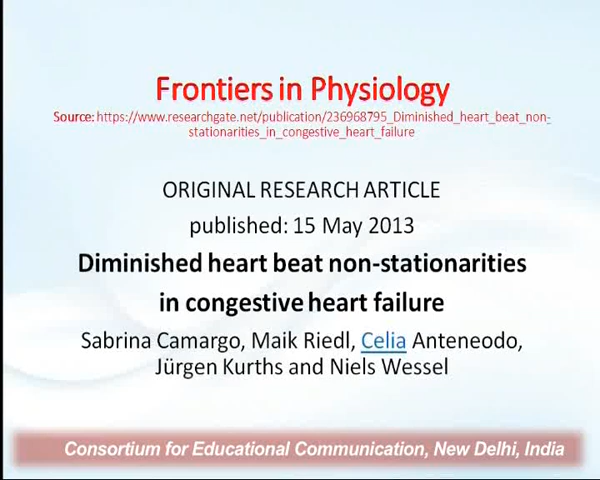 Frontiers in Physiology
Source: https://www.researchgate.net/publication/236968795_Diminished_heart_beat_non-
stationarities_in_congestive_heart_failure
ORIGINAL RESEARCH ARTICLE
published: 15 May 2013
Diminished heart beat non-stationarities
in congestive heart failure
Sabrina Camargo, Maik Riedl, Celia Anteneodo,
Jürgen Kurths and Niels Wessel
Consortium for Educational Communication, New Delhi, India